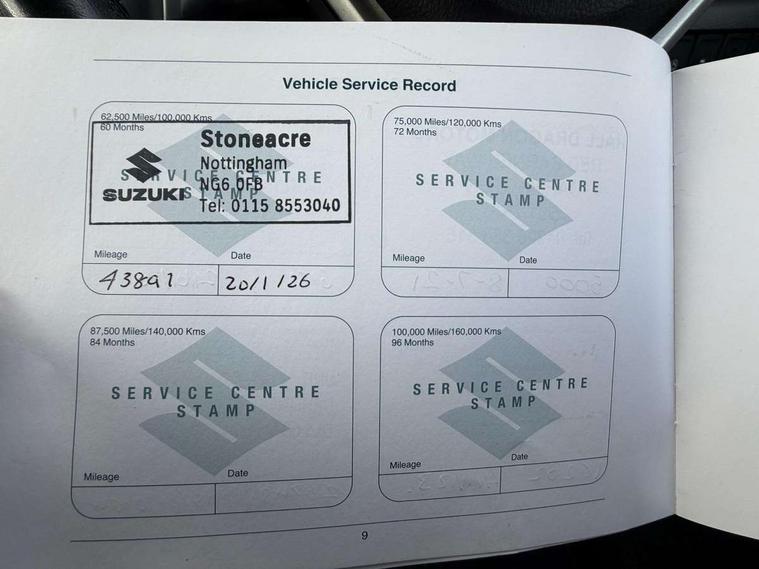 Vehicle Service Record
62,500 Miles/100,000 Kms
60 Months
Stoneacre
Nottingham
NG6 0FB
Tel: 0115 8553040
SUZUKI
SERVICE CENTRE
STAMP
Mileage
Date
43891
20/1/26
75,000 Miles/120,000 Kms
72 Months
SERVICE CENTRE
STAMP
Mileage
Date
87,500 Miles/140,000 Kms
84 Months
SERVICE CENTRE
STAMP
Mileage
Date
100,000 Miles/160,000 Kms
96 Months
SERVICE CENTRE
STAMP
Mileage
Date
9